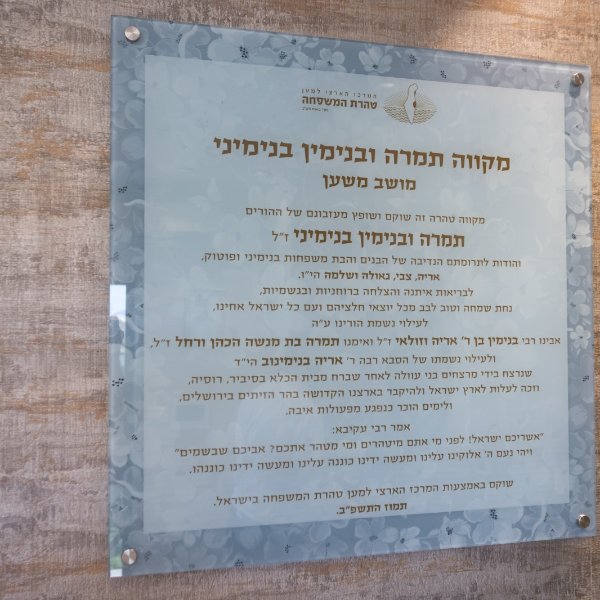 המרכז הארצי למען
טהרת המשפחה
מקווה תמרה ובנימין בנימיני
מושב משען
מקווה טהרה זה שוקם ושופץ מעזבונם של ההורים
תמרה ובנימין בנימיני ז"ל
והודות לתרומתם הנדיבה של הבנים והבת משפחות בנימיני ופוטוק,
אריה, צבי, גאולה ושלמה הי"ו.
לבריאות איתנה והצלחה ברוחניות ובגשמיות,
נחת שמחה וטוב לבב מכל יוצאי חלציהם ועם כל ישראל אחינו,
לעילוי נשמת הורינו ע"ה
אבינו רבי בנימין בן ר' אריה וזולאי ז"ל ואימנו תמרה בת מנשה הכהן ורחל ז"ל,
ולעילוי נשמתו של הסבא רבה ר' אריה בנימינוב הי"ד
שנרצח בידי מרצחים בני עוולה לאחר שברח מבית הכלא בסיביר, רוסיה,
וזכה לעלות לארץ ישראל ולהיקבר בארצנו הקדושה בהר הזיתים בירושלים,
ולימים הוכר כנפגע מפעולות איבה,
אמר רבי עקיבא:
"אשריכם ישראל! לפני מי אתם מיטהרים ומי מטהר אתכם? אביכם שבשמים"
ויהי נעם ה' אלוקינו עלינו ומעשה ידינו כוננה עלינו ומעשה ידינו כוננהו.
שוקם באמצעות המרכז הארצי למען טהרת המשפחה בישראל.
תמוז התשפ"ב.